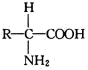 H
R—C—COOH
NH₂